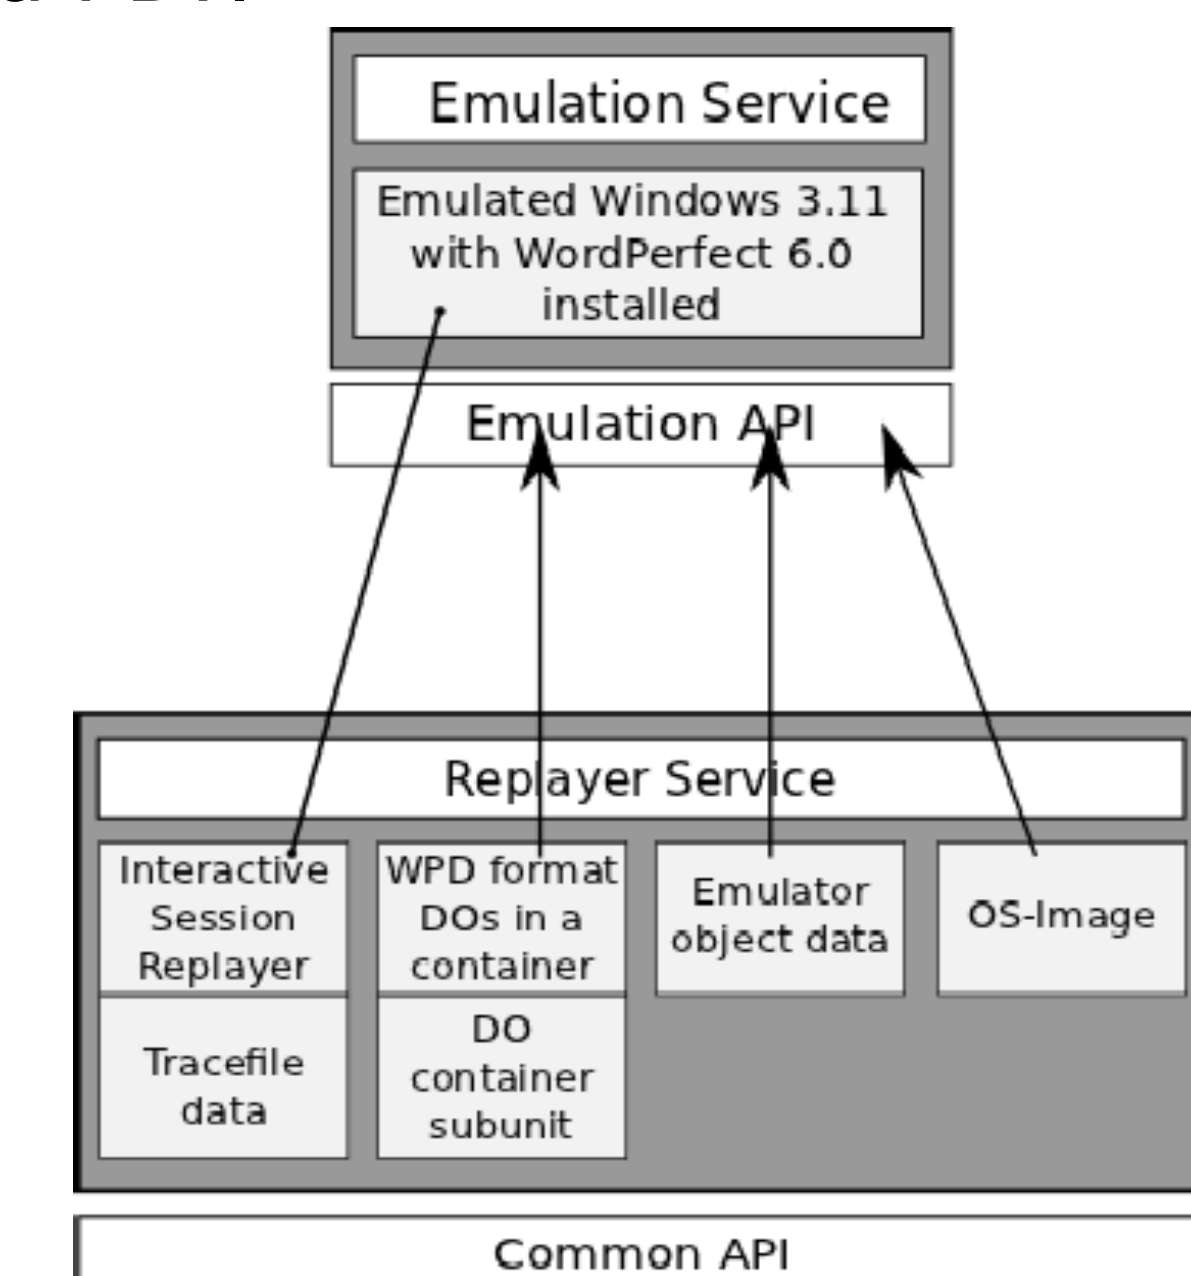 Emulation Service
Emulated Windows 3.11
with WordPerfect 6.0
installed
Emulation API
Replayer Service
Interactive
Session
Replayer
WPD format
DOs in a
container
Emulator
object data
OS-Image
Tracefile
data
DO
container
subunit
Common API